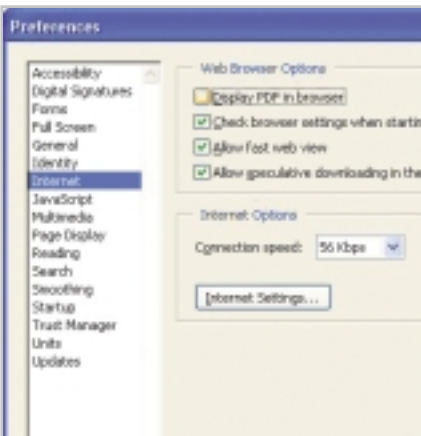 Preferences
Accessibility
Digital Signatures
Forms
Full Screen
General
Identity
Internet
JavaScript
Multimedia
Page Display
Reading
Search
Smoothing
Startup
Trust Manager
Units
Updates
Web Browser Options
Display PDF in browser
Check browser settings when startin
Allow fast web view
Allow speculative downloading in the
Internet Options
Connection speed: 56 Kbps
Internet Settings...